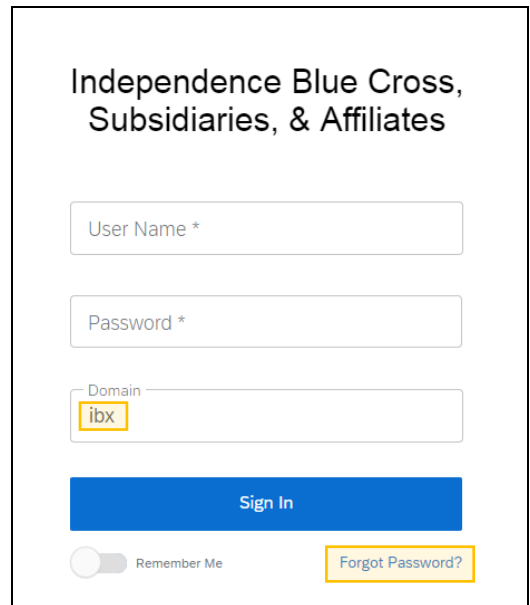 Independence Blue Cross,
Subsidiaries, & Affiliates
User Name *
Password *
Domain
ibx
Sign In
Remember Me
Forgot Password?